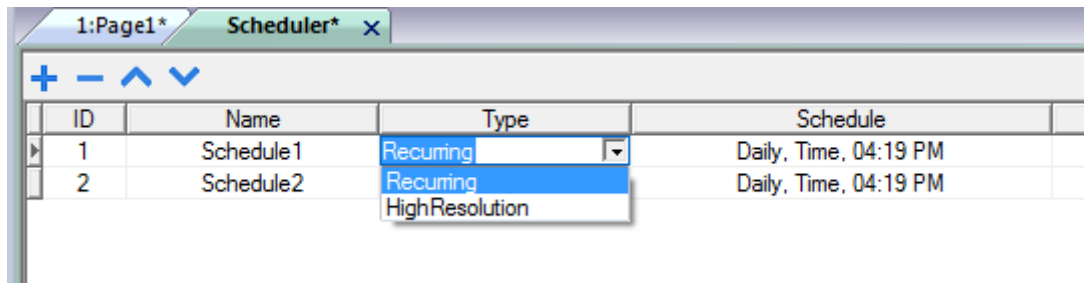 1:Page1* Scheduler*
ID Name Type Schedule
1 Schedule1 Recurring Daily, Time, 04:19 PM
2 Schedule2 Recurring Daily, Time, 04:19 PM
HighResolution